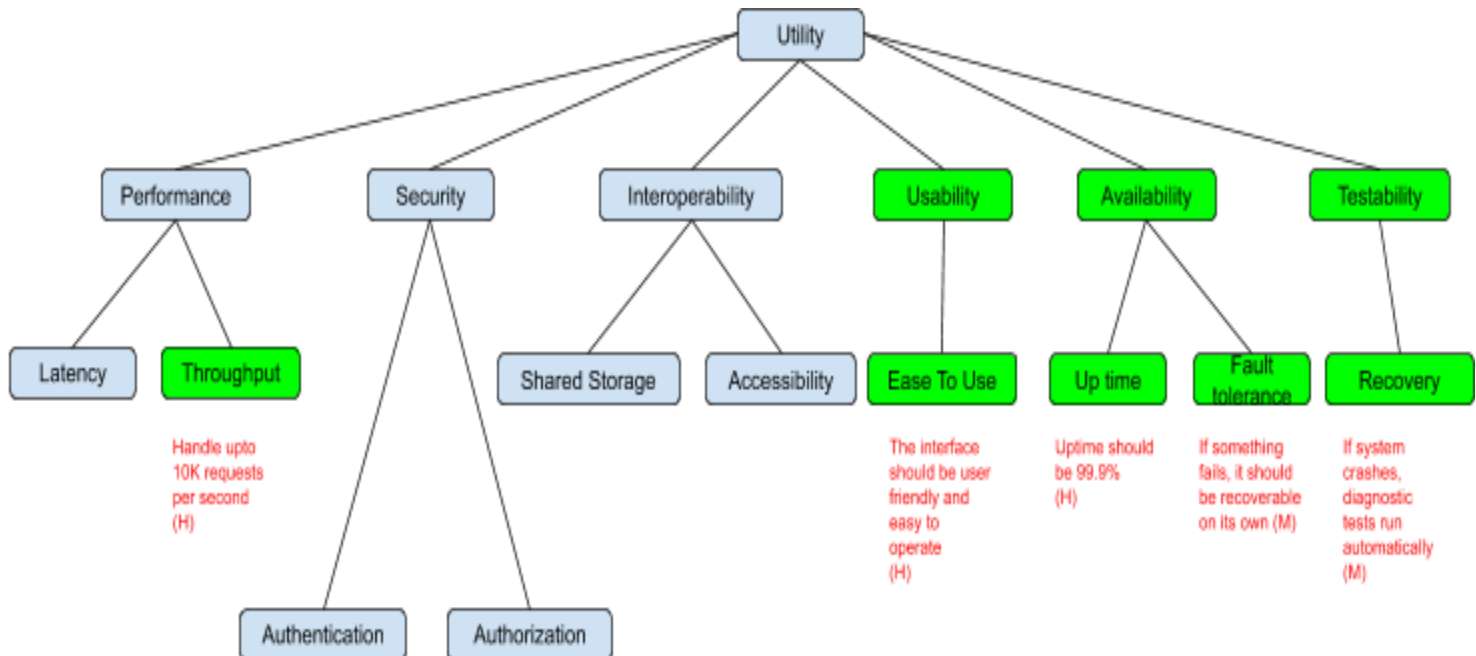 Utility
Performance
Security
Interoperability
Usability
Availability
Testability
Latency
Throughput
Shared Storage
Accessibility
Ease To Use
Up time
Fault
tolerance
Recovery
Handle upto
10K requests
per second
(H)
The interface
should be user
friendly and
easy to
operate
(H)
Uptime should
be 99.9%
(H)
If something
fails, it should
be recoverable
on its own (M)
If system
crashes,
diagnostic
tests run
automatically
(M)
Authentication
Authorization